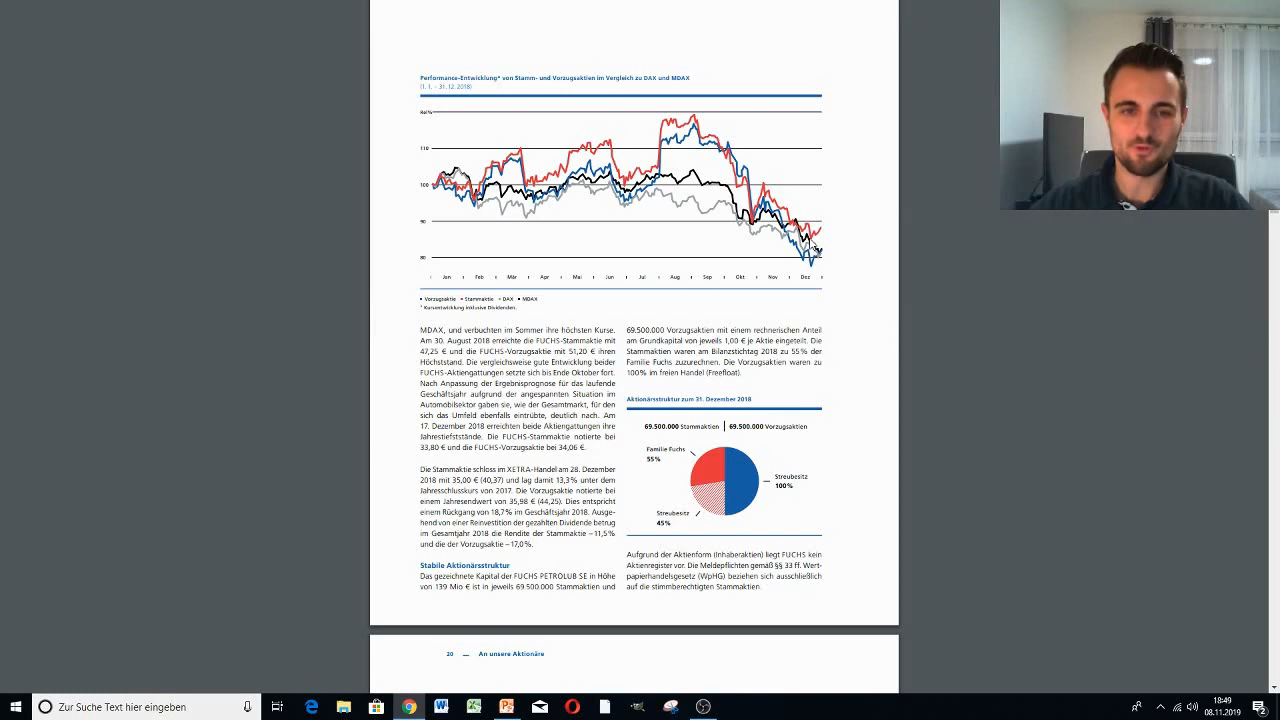 Performance-Entwicklung* von Stamm- und Vorzugsaktien im Vergleich zu DAX und MDAX
(1. 1. – 31. 12. 2018)
110
100
90
80
Jan Feb Mär Apr Mai Jun Jul Aug Sep Okt Nov Dez
Vorzugsaktie Stammaktie DAX MDAX
* Kursentwicklung inklusive Dividenden.
MDAX, und verbuchten im Sommer ihre höchsten Kurse.
Am 30. August 2018 erreichte die FUCHS-Stammaktie mit
47,25 € und die FUCHS-Vorzugsaktie mit 51,20 € ihren
Höchststand. Die vergleichsweise gute Entwicklung beider
FUCHS-Aktiengattungen setzte sich bis Ende Oktober fort.
Nach Anpassung der Ergebnisprognose für das laufende
Geschäftsjahr aufgrund der angespannten Situation im
Automobilsektor gaben sie, wie der Gesamtmarkt, für den
sich das Umfeld ebenfalls eintrübte, deutlich nach. Am
17. Dezember 2018 erreichten beide Aktiengattungen ihre
Jahrestiefststände. Die FUCHS-Stammaktie notierte bei
33,80 € und die FUCHS-Vorzugsaktie bei 34,06 €.
Die Stammaktie schloss im XETRA-Handel am 28. Dezember
2018 mit 35,00 € (40,37) und lag damit 13,3% unter dem
Jahresschlusskurs von 2017. Die Vorzugsaktie notierte bei
einem Jahresendwert von 35,98 € (44,25). Dies entspricht
einem Rückgang von 18,7% im Geschäftsjahr 2018. Ausge-
hend von einer Reinvestition der gezahlten Dividende betrug
im Gesamtjahr 2018 die Rendite der Stammaktie –11,5%
und die der Vorzugsaktie –17,0%.
Stabile Aktionärsstruktur
Das gezeichnete Kapital der FUCHS PETROLUB SE in Höhe
von 139 Mio € ist in jeweils 69.500.000 Stammaktien und
69.500.000 Vorzugsaktien mit einem rechnerischen Anteil
am Grundkapital von jeweils 1,00 € je Aktie eingeteilt. Die
Stammaktien waren am Bilanzstichtag 2018 zu 55% der
Familie Fuchs zuzurechnen. Die Vorzugsaktien waren zu
100% im freien Handel (Freefloat).
Aktionärsstruktur zum 31. Dezember 2018
69.500.000 Stammaktien 69.500.000 Vorzugsaktien
Familie Fuchs
55%
Streubesitz
100%
Streubesitz
45%
Aufgrund der Aktienform (Inhaberaktien) liegt FUCHS kein
Aktienregister vor. Die Meldepflichten gemäß §§ 33 ff. Wert-
papierhandelsgesetz (WpHG) beziehen sich ausschließlich
auf die stimmberechtigten Stammaktien.
20 — An unsere Aktionäre
Zur Suche Text hier eingeben
18:49
08.11.2019